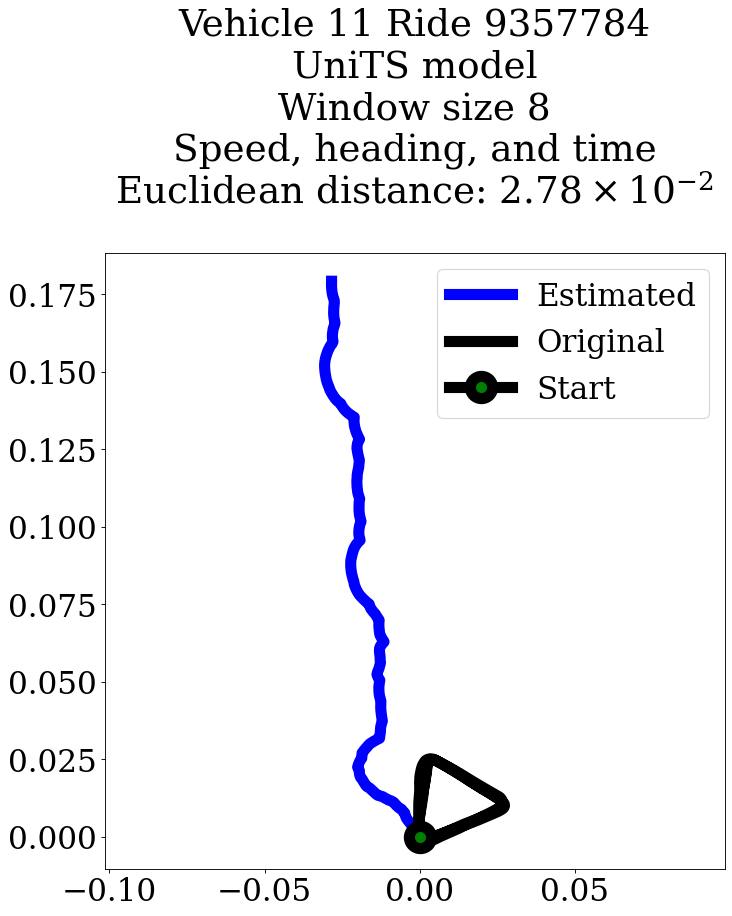 Vehicle 11 Ride 9357784
UniTS model
Window size 8
Speed, heading, and time
Euclidean distance: 2.78 × 10⁻²
Estimated
Original
Start
0.175
0.150
0.125
0.100
0.075
0.050
0.025
0.000
−0.10
−0.05
0.00
0.05